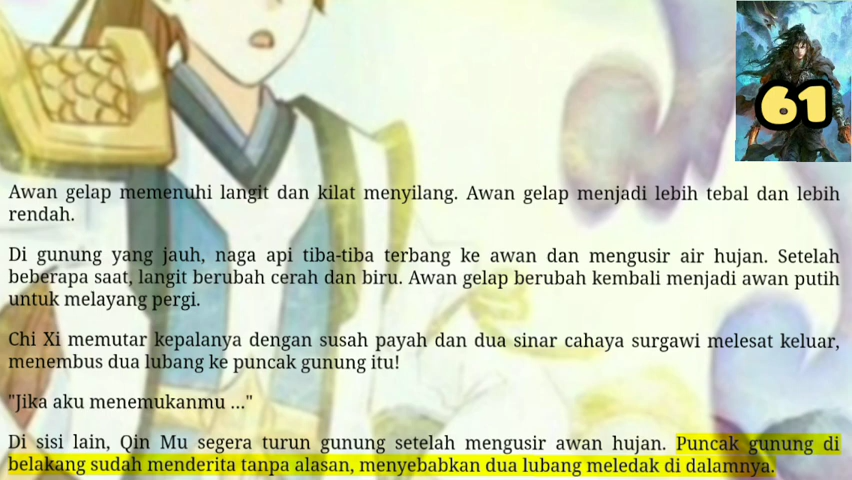 61
Awan gelap memenuhi langit dan kilat menyilang. Awan gelap menjadi lebih tebal dan lebih
rendah.
Di gunung yang jauh, naga api tiba-tiba terbang ke awan dan mengusir air hujan. Setelah
beberapa saat, langit berubah cerah dan biru. Awan gelap berubah kembali menjadi awan putih
untuk melayang pergi.
Chi Xi memutar kepalanya dengan susah payah dan dua sinar cahaya surgawi melesat keluar,
menembus dua lubang ke puncak gunung itu!
"Jika aku menemukanmu ..."
Di sisi lain, Qin Mu segera turun gunung setelah mengusir awan hujan. Puncak gunung di
belakang sudah menderita tanpa alasan, menyebabkan dua lubang meledak di dalamnya.